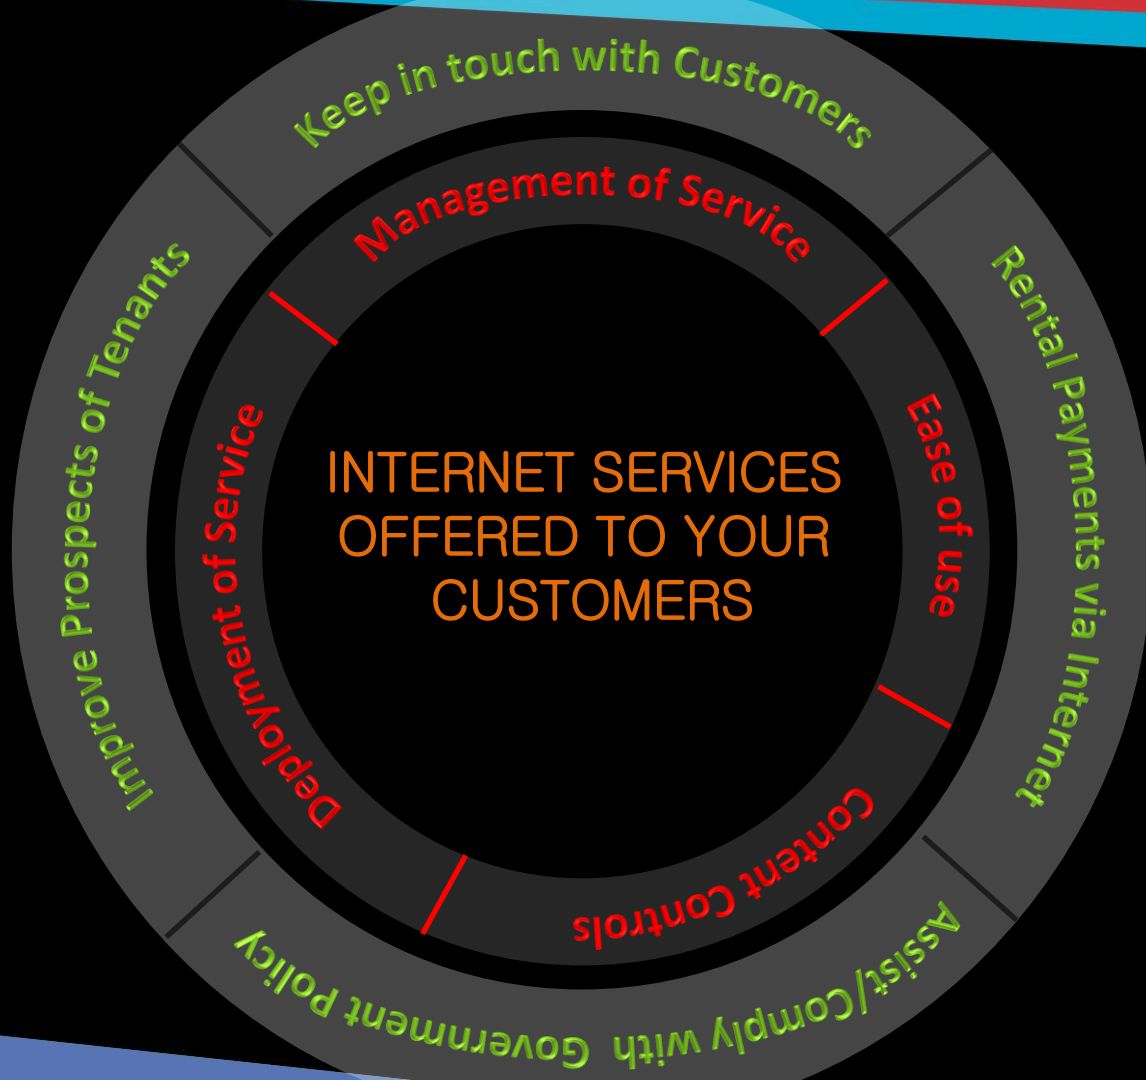 Keep in touch with Customers
Rental Payments via Internet
Assist/Comply with Government Policy
Improve Prospects of Tenants
Management of Service
Ease of use
Content Controls
Deployment of Service
INTERNET SERVICES
OFFERED TO YOUR
CUSTOMERS